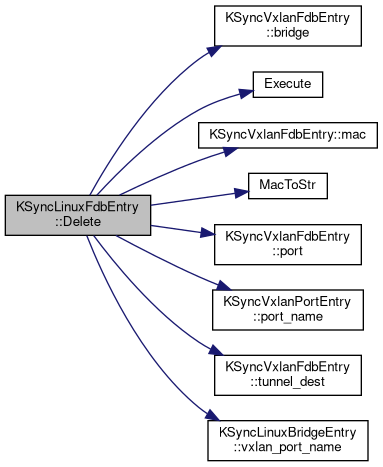 KSyncVxlanFdbEntry
::bridge
Execute
KSyncVxlanFdbEntry::mac
KSyncLinuxFdbEntry
::Delete
MacToStr
KSyncVxlanFdbEntry
::port
KSyncVxlanPortEntry
::port_name
KSyncVxlanFdbEntry
::tunnel_dest
KSyncLinuxBridgeEntry
::vxlan_port_name